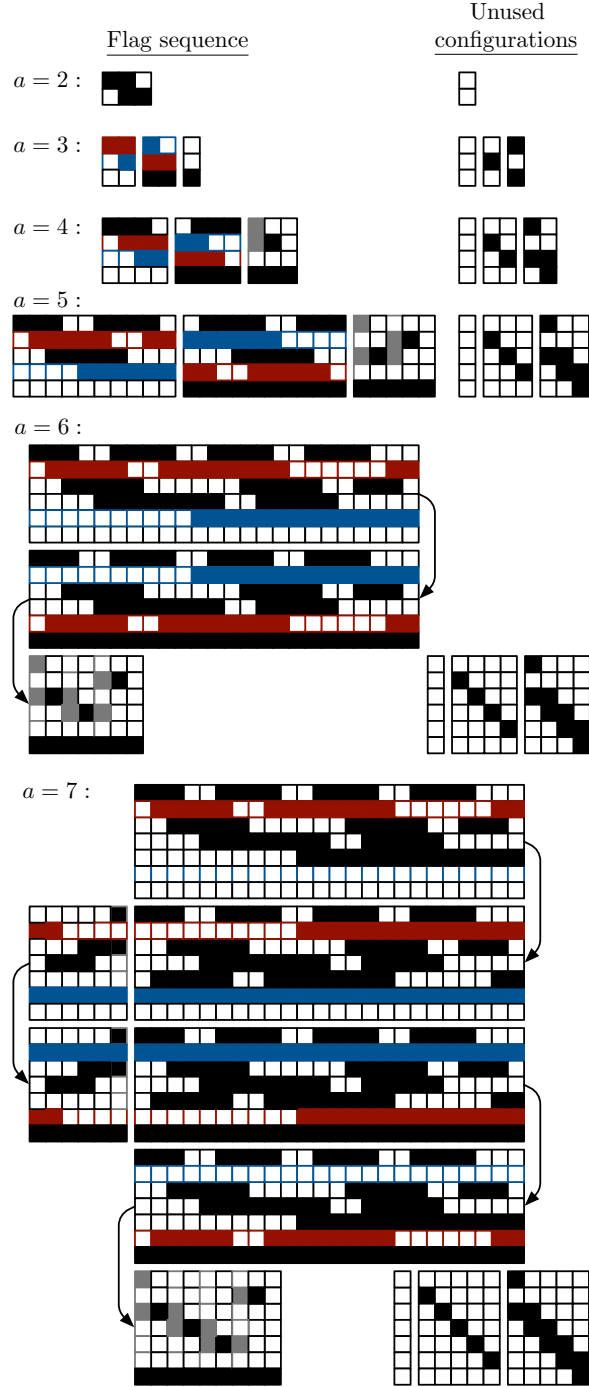 Flag sequence
Unused
configurations
a = 2 :
a = 3 :
a = 4 :
a = 5 :
a = 6 :
a = 7 :